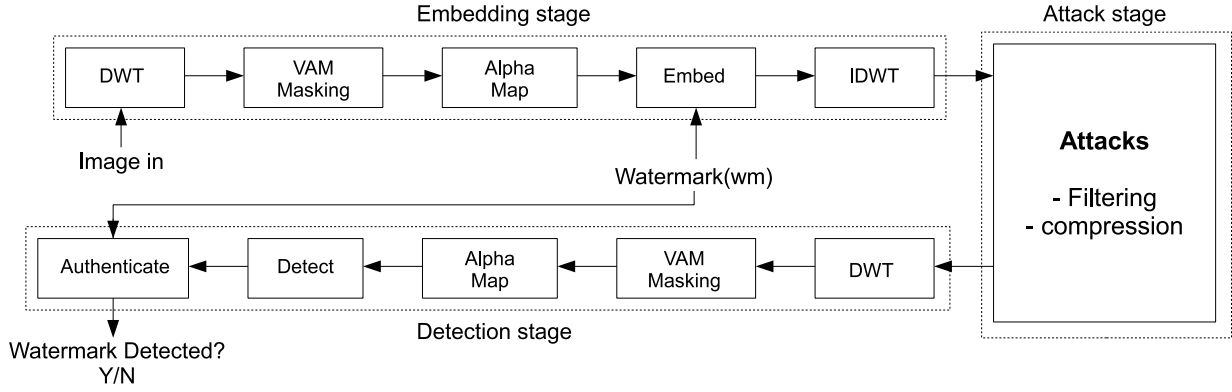 Embedding stage
Attack stage
DWT
VAM
Masking
Alpha
Map
Embed
IDWT
Image in
Watermark(wm)
Attacks
- Filtering
- compression
Authenticate
Detect
Alpha
Map
VAM
Masking
DWT
Detection stage
Watermark Detected?
Y/N